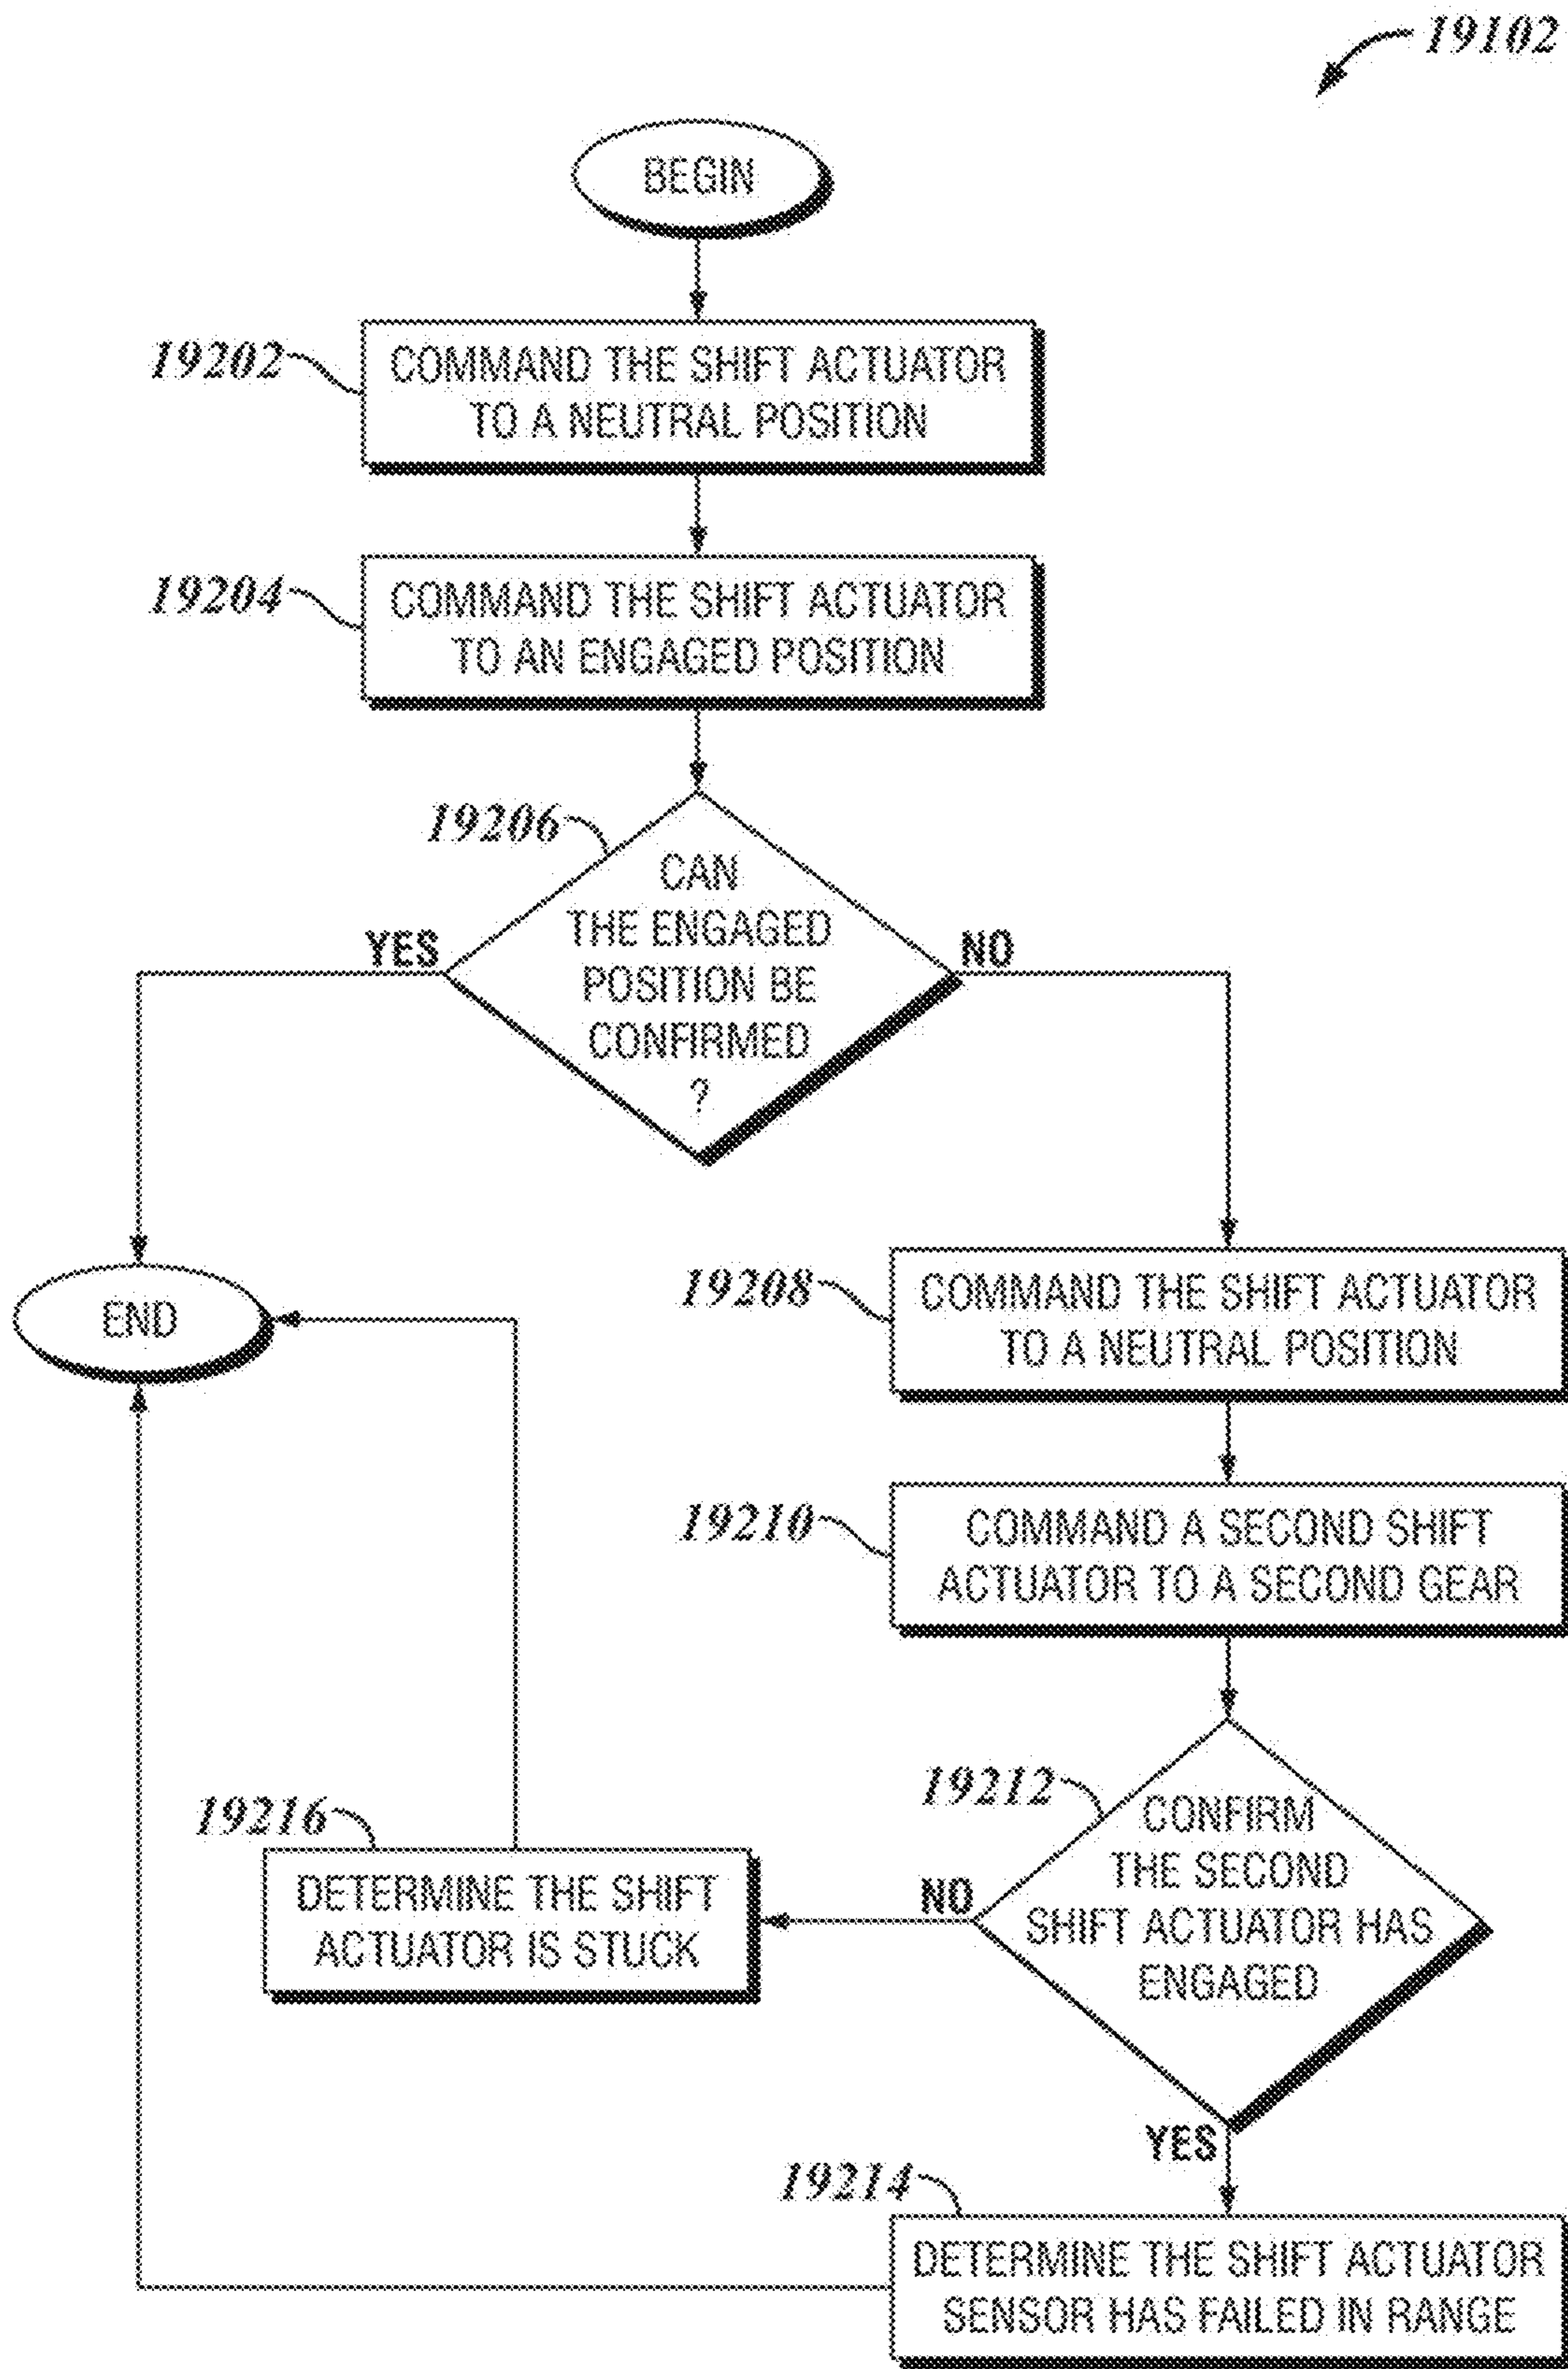 19102
BEGIN
19202
COMMAND THE SHIFT ACTUATOR
TO A NEUTRAL POSITION
19204
COMMAND THE SHIFT ACTUATOR
TO AN ENGAGED POSITION
19206
CAN
THE ENGAGED
POSITION BE
CONFIRMED
?
YES
NO
END
19208
COMMAND THE SHIFT ACTUATOR
TO A NEUTRAL POSITION
19210
COMMAND A SECOND SHIFT
ACTUATOR TO A SECOND GEAR
19212
CONFIRM
THE SECOND
SHIFT ACTUATOR HAS
ENGAGED
NO
19216
DETERMINE THE SHIFT
ACTUATOR IS STUCK
YES
19214
DETERMINE THE SHIFT ACTUATOR
SENSOR HAS FAILED IN RANGE